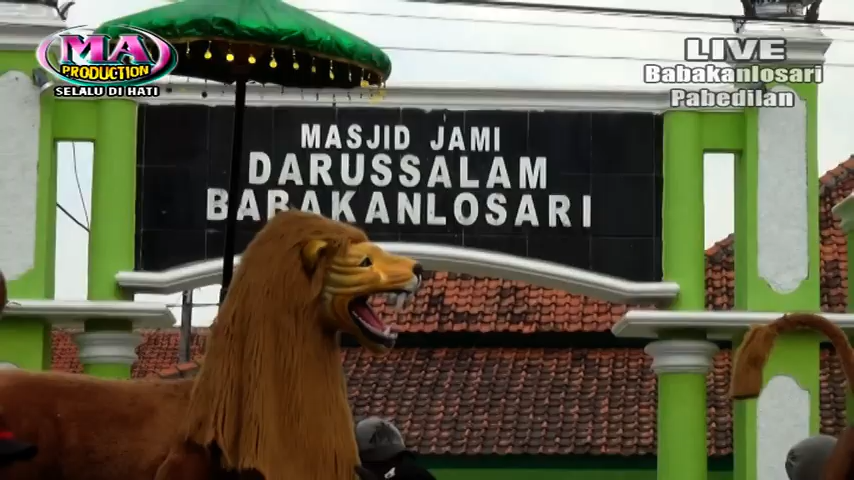 MA
PRODUCTION
SELALU DI HATI
LIVE
Babakanlosari
Pabedilan
MASJID JAMI
DARUSSALAM
BABAKANLOSARI